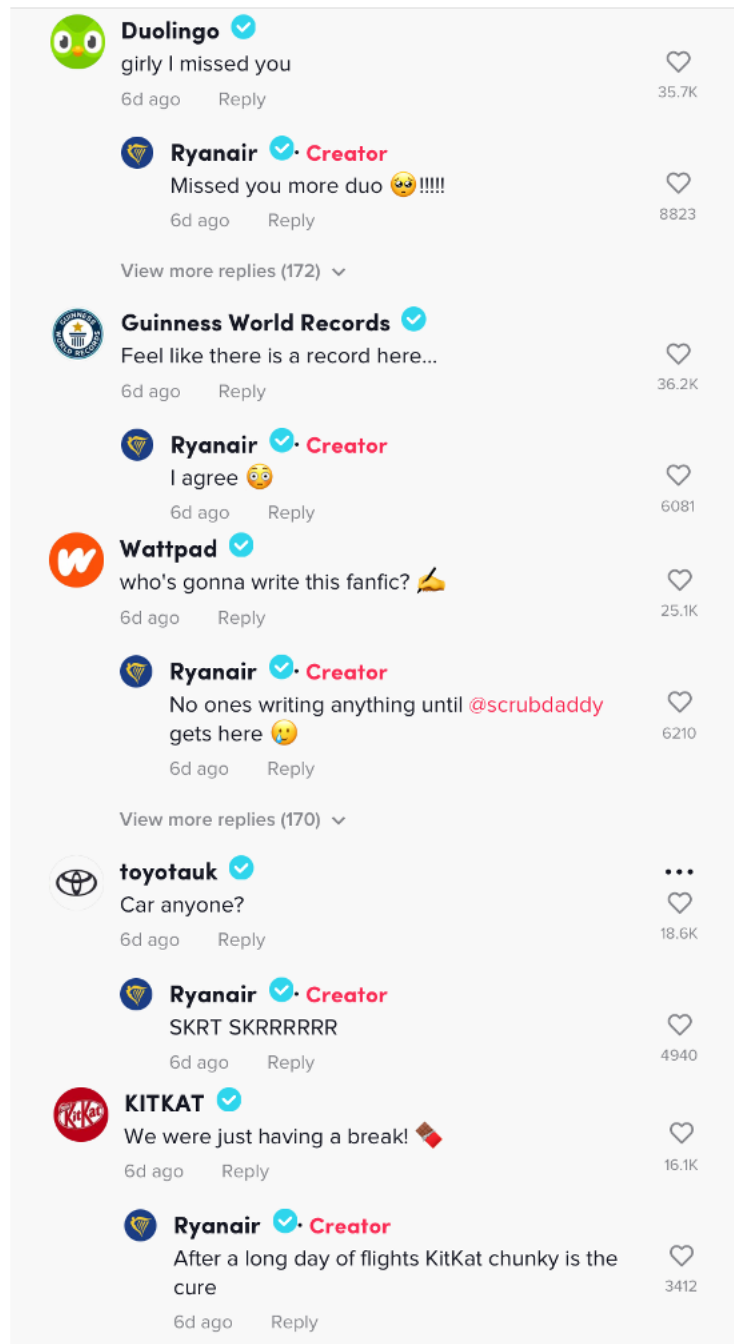 Duolingo
girly I missed you
35.7K
6d ago Reply
Ryanair · Creator
Missed you more duo 🥺!!!!!
8823
6d ago Reply
View more replies (172)
GUINNESS WORLD RECORDS
Guinness World Records
Feel like there is a record here...
36.2K
6d ago Reply
Ryanair · Creator
I agree 😳
6081
6d ago Reply
W
Wattpad
who's gonna write this fanfic? ✍️
25.1K
6d ago Reply
Ryanair · Creator
No ones writing anything until @scrubdaddy
gets here 🥲
6210
6d ago Reply
View more replies (170)
toyotauk
Car anyone?
18.6K
6d ago Reply
Ryanair · Creator
SKRT SKRRRRRR
4940
6d ago Reply
KitKat
KITKAT
We were just having a break! 🍫
16.1K
6d ago Reply
Ryanair · Creator
After a long day of flights KitKat chunky is the
cure
3412
6d ago Reply